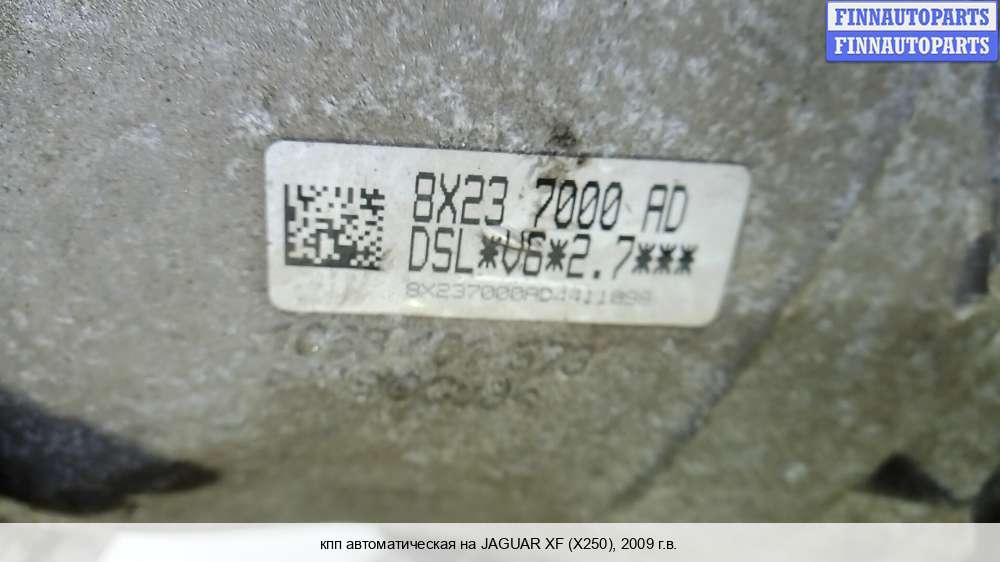 FINNAUTOPARTS
FINNAUTOPARTS
8X23 7000 AD
DSL*V6*2.7***
8X237000AD4411898
кпп автоматическая на JAGUAR XF (X250), 2009 г.в.